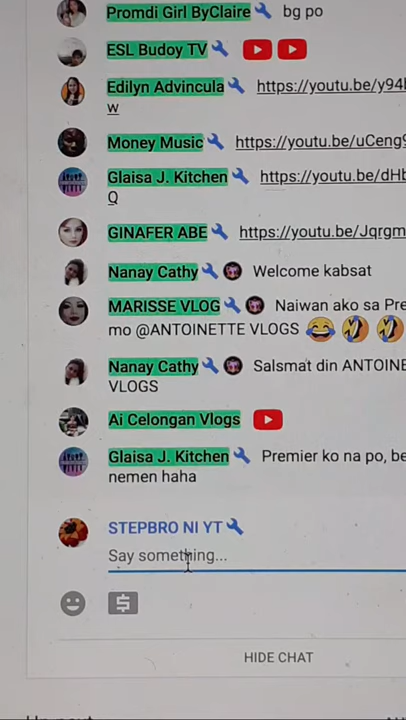 Promdi Girl ByClaire bg po
ESL Budoy TV
Edilyn Advincula https://youtu.be/y94
w
Money Music https://youtu.be/uCeng
Glaisa J. Kitchen https://youtu.be/dH
Q
GINAFER ABE https://youtu.be/Jqrgm
Nanay Cathy Welcome kabsat
MARISSE VLOG Naiwan ako sa Pre
mo @ANTOINETTE VLOGS 😂🤣🤣
Nanay Cathy Salsmat din ANTOINE
VLOGS
Ai Celongan Vlogs
Glaisa J. Kitchen Premier ko na po, be
nemen haha
STEPBRO NI YT
Say something...
HIDE CHAT